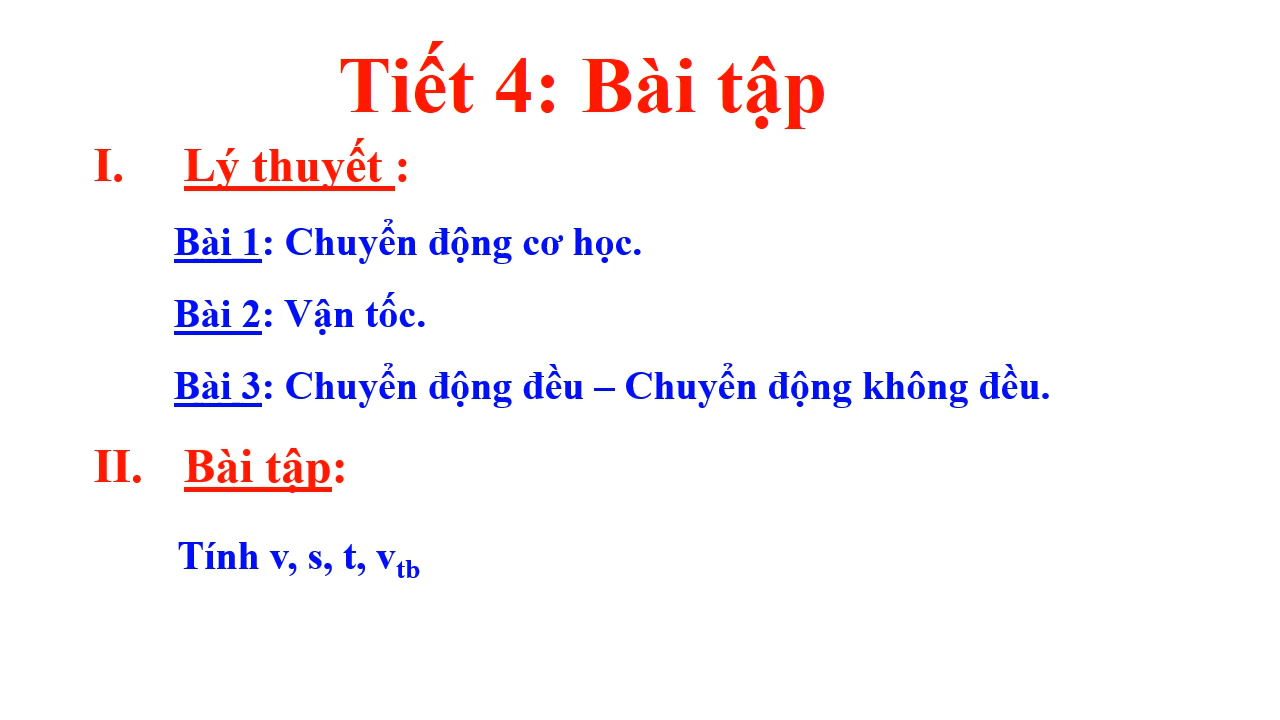 Tiết 4: Bài tập
I. Lý thuyết :
Bài 1: Chuyển động cơ học.
Bài 2: Vận tốc.
Bài 3: Chuyển động đều – Chuyển động không đều.
II. Bài tập:
Tính v, s, t, vtb